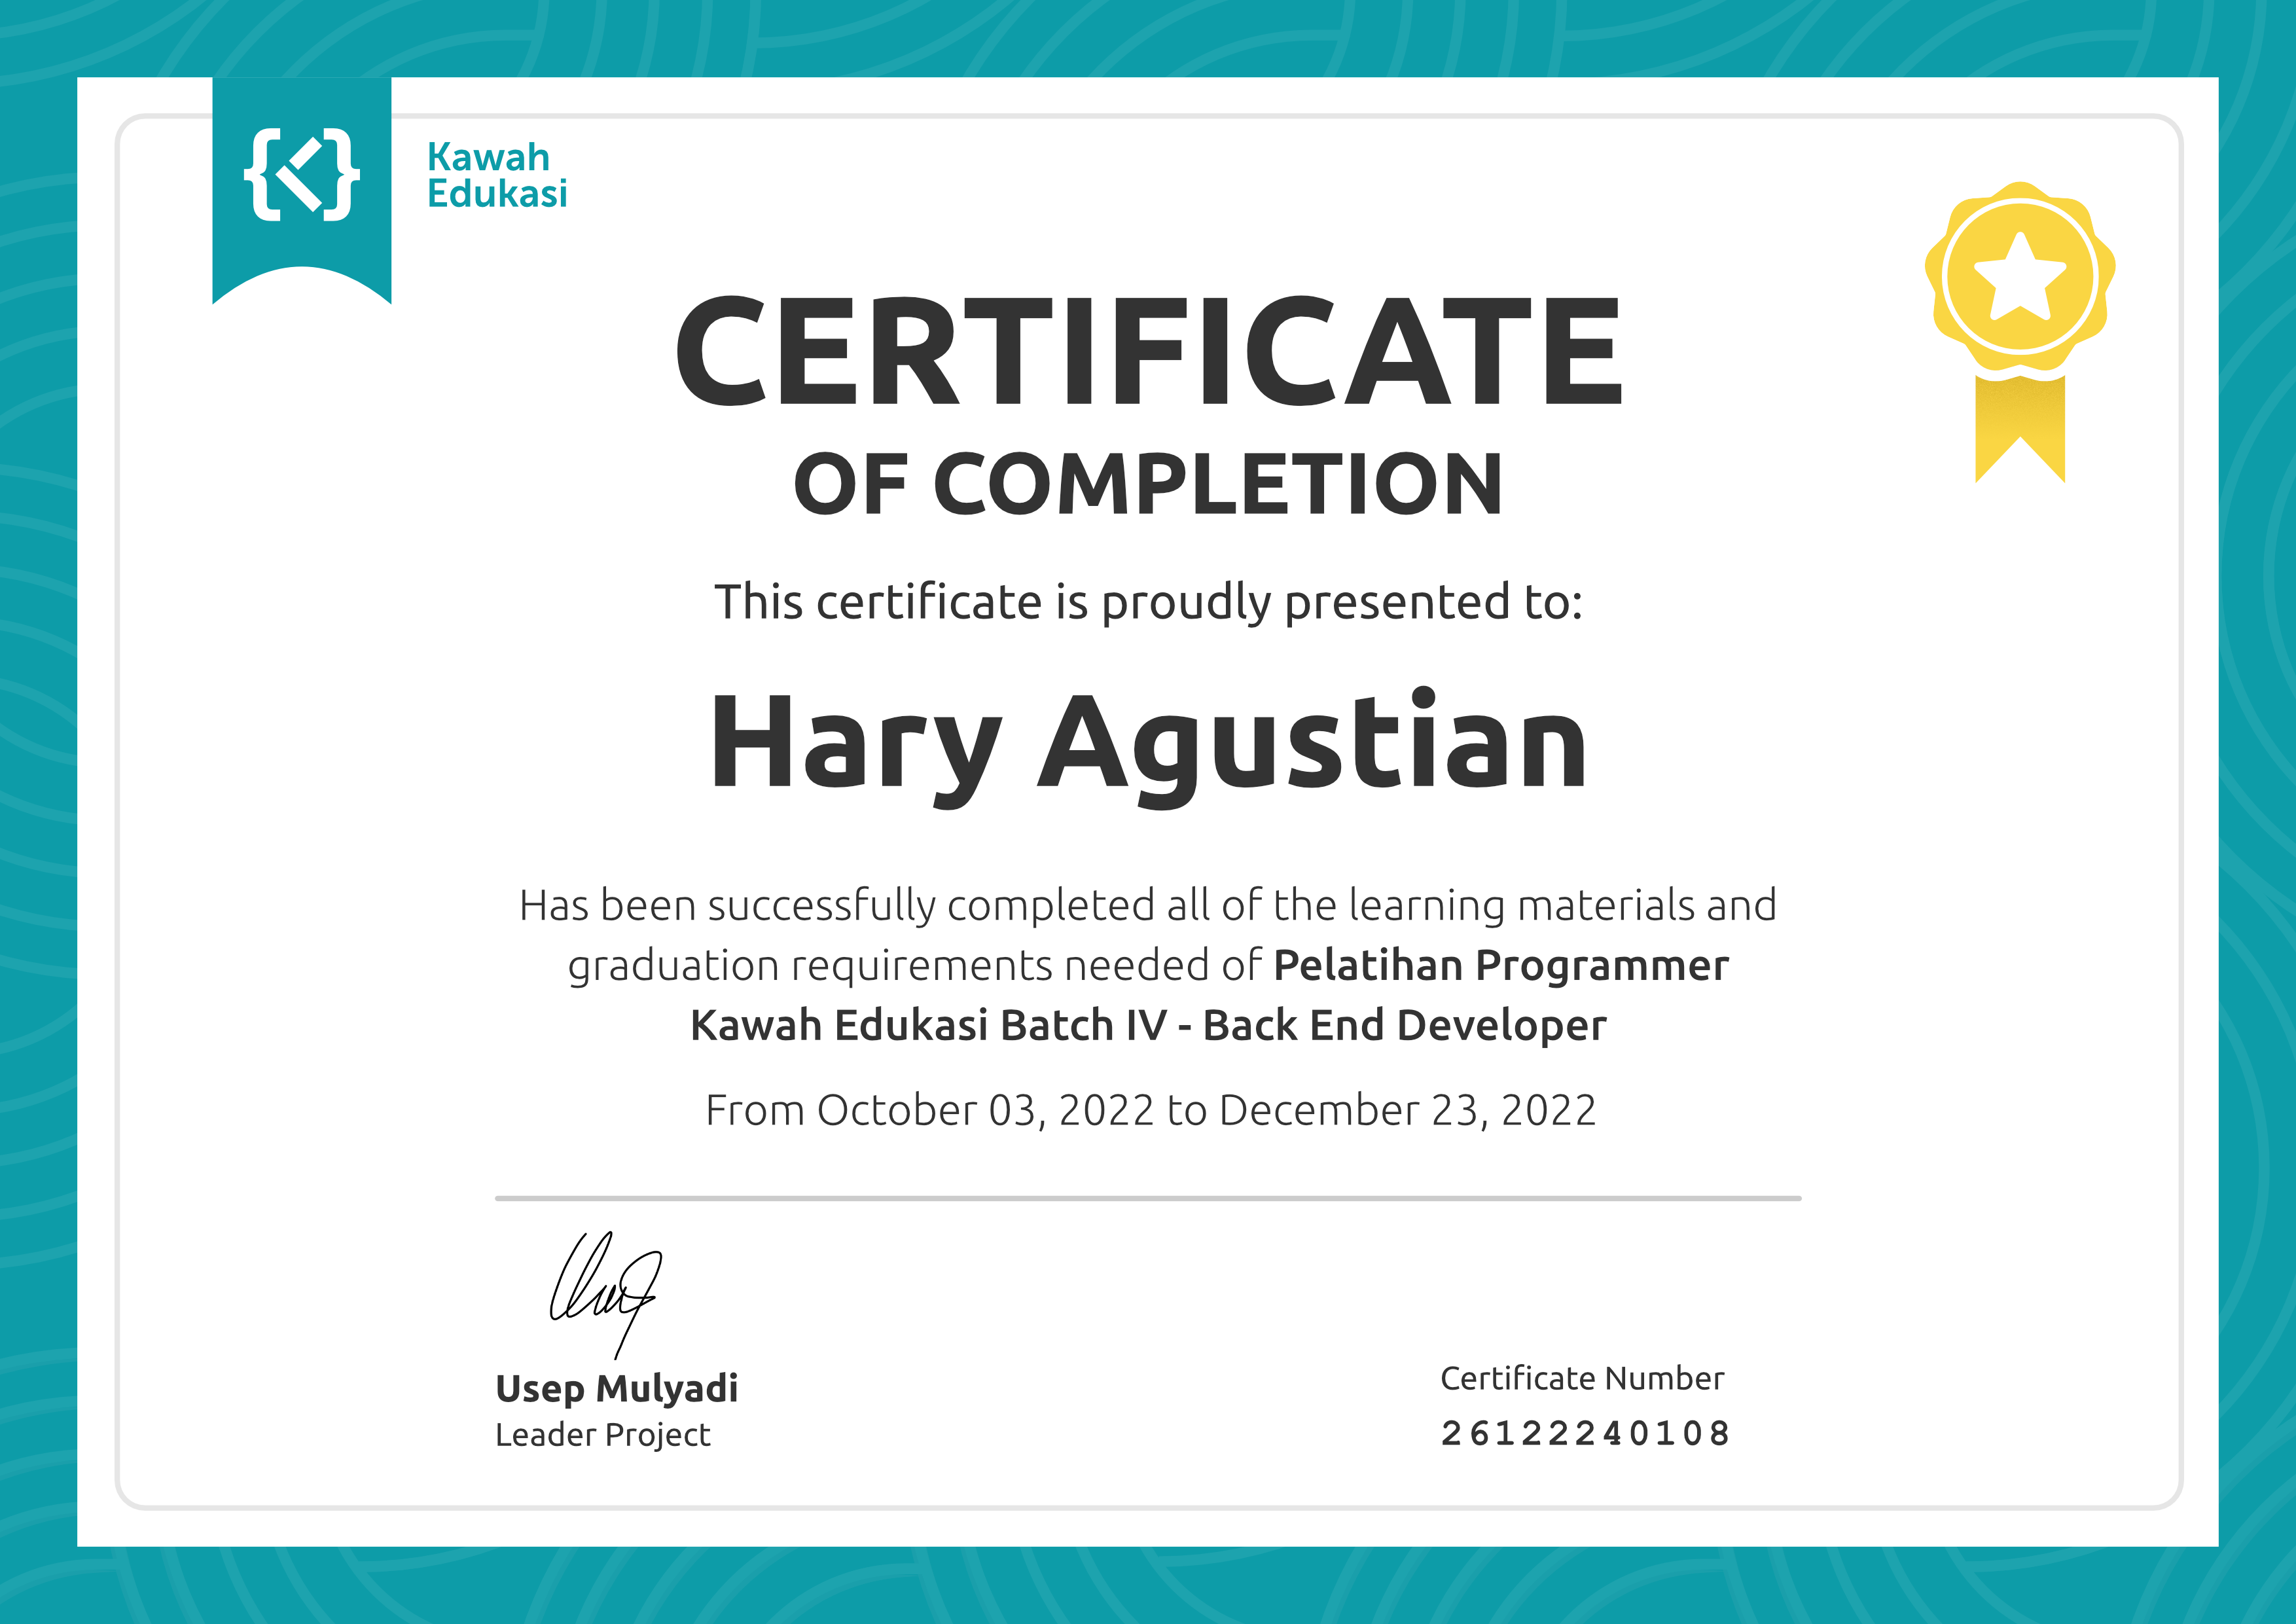 Kawah
Edukasi
CERTIFICATE
OF COMPLETION
This certificate is proudly presented to:
Hary Agustian
Has been successfully completed all of the learning materials and
graduation requirements needed of Pelatihan Programmer
Kawah Edukasi Batch IV - Back End Developer
From October 03, 2022 to December 23, 2022
Usep Mulyadi
Leader Project
Certificate Number
26122240108